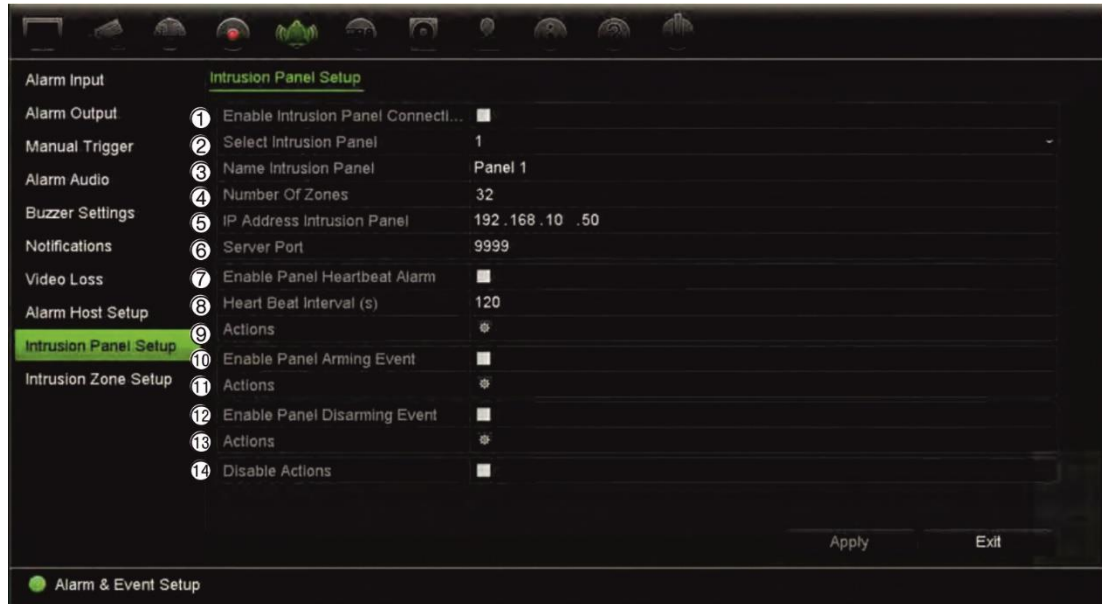 Alarm Input
Alarm Output
Manual Trigger
Alarm Audio
Buzzer Settings
Notifications
Video Loss
Alarm Host Setup
Intrusion Panel Setup
Intrusion Zone Setup
Intrusion Panel Setup
① Enable Intrusion Panel Connecti...
② Select Intrusion Panel 1
③ Name Intrusion Panel Panel 1
④ Number Of Zones 32
⑤ IP Address Intrusion Panel 192.168.10 .50
⑥ Server Port 9999
⑦ Enable Panel Heartbeat Alarm
⑧ Heart Beat Interval (s) 120
⑨ Actions
⑩ Enable Panel Arming Event
⑪ Actions
⑫ Enable Panel Disarming Event
⑬ Actions
⑭ Disable Actions
Apply Exit
Alarm & Event Setup